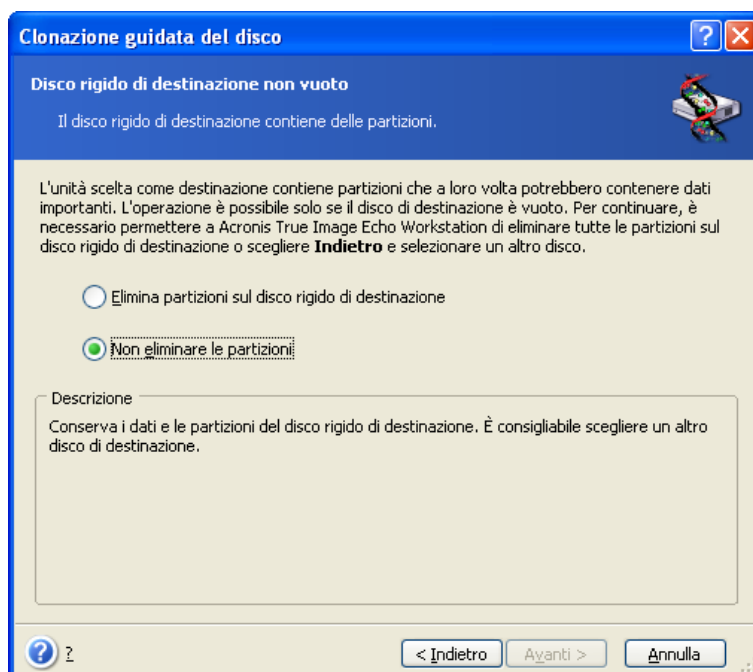 Clonazione guidata del disco
Disco rigido di destinazione non vuoto
Il disco rigido di destinazione contiene delle partizioni.
L'unità scelta come destinazione contiene partizioni che a loro volta potrebbero contenere dati
importanti. L'operazione è possibile solo se il disco di destinazione è vuoto. Per continuare, è
necessario permettere a Acronis True Image Echo Workstation di eliminare tutte le partizioni sul
disco rigido di destinazione o scegliere Indietro e selezionare un altro disco.
Elimina partizioni sul disco rigido di destinazione
Non eliminare le partizioni
Descrizione
Conserva i dati e le partizioni del disco rigido di destinazione. È consigliabile scegliere un altro
disco di destinazione.
? ?
< Indietro Avanti > Annulla